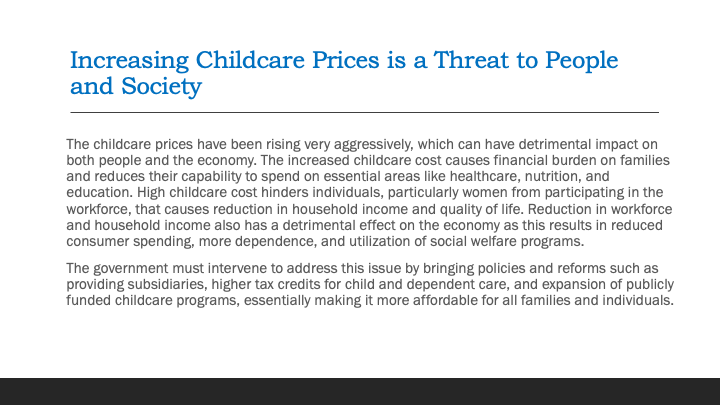 Increasing Childcare Prices is a Threat to People
and Society
The childcare prices have been rising very aggressively, which can have detrimental impact on
both people and the economy. The increased childcare cost causes financial burden on families
and reduces their capability to spend on essential areas like healthcare, nutrition, and
education. High childcare cost hinders individuals, particularly women from participating in the
workforce, that causes reduction in household income and quality of life. Reduction in workforce
and household income also has a detrimental effect on the economy as this results in reduced
consumer spending, more dependence, and utilization of social welfare programs.
The government must intervene to address this issue by bringing policies and reforms such as
providing subsidiaries, higher tax credits for child and dependent care, and expansion of publicly
funded childcare programs, essentially making it more affordable for all families and individuals.